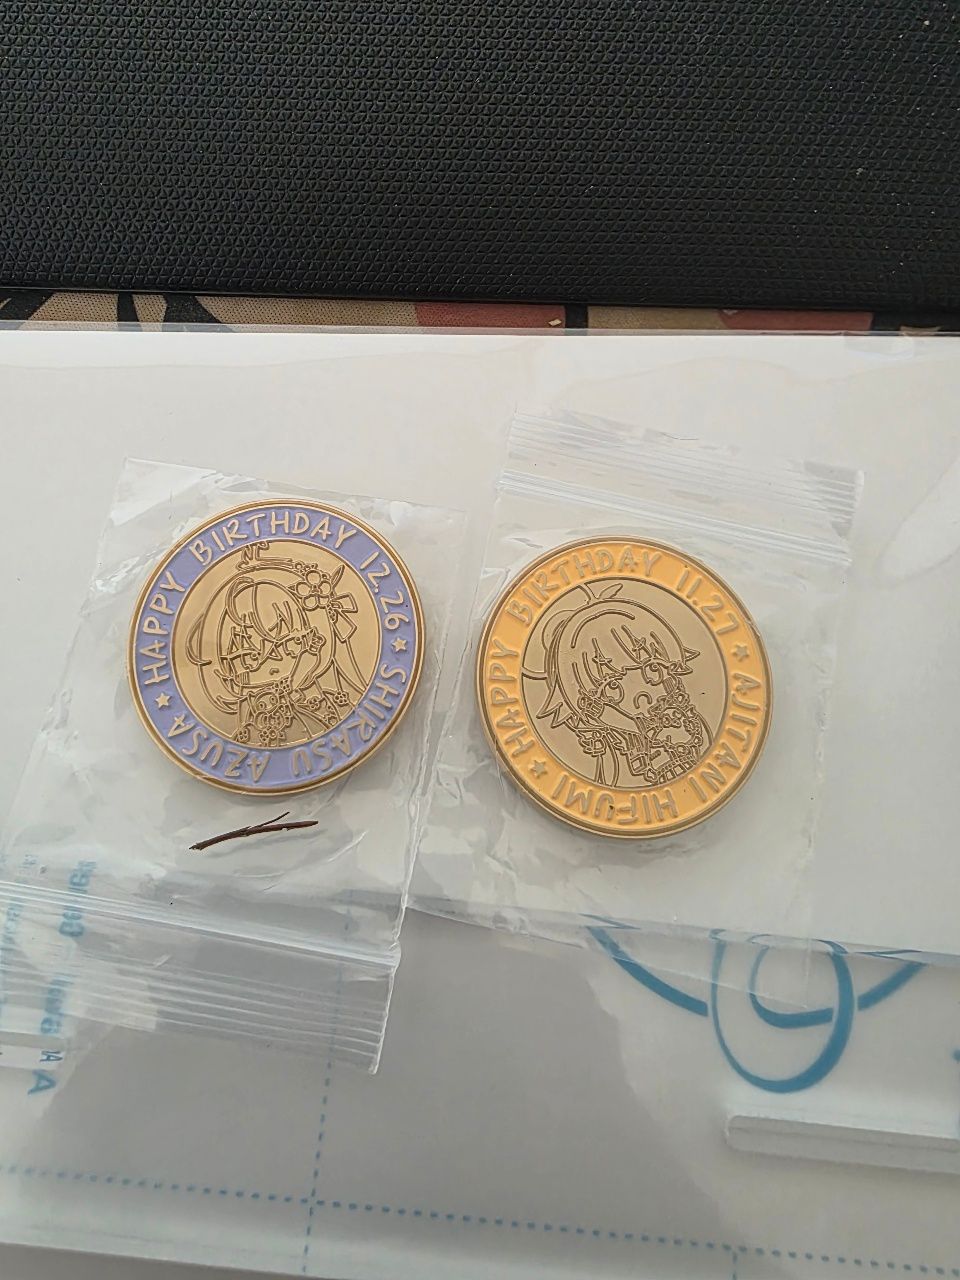 HAPPY BIRTHDAY 12.26
SHIRASU AZUSA
HAPPY BIRTHDAY 11.27
AJITANI HIFUMI